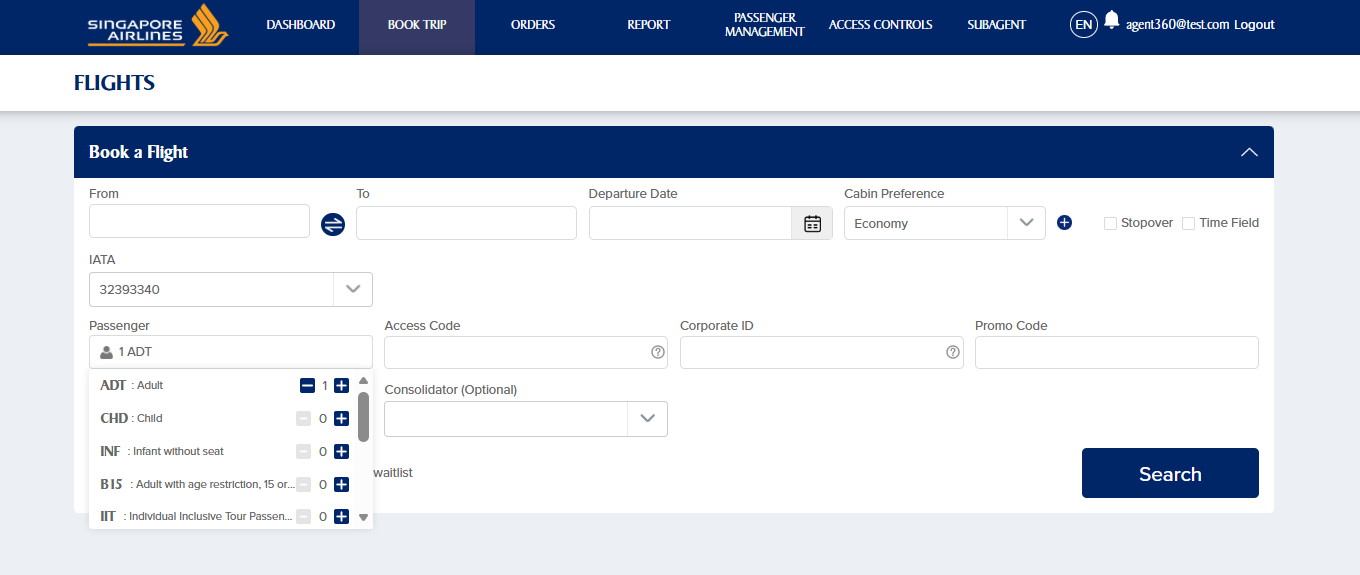 SINGAPORE
AIRLINES
DASHBOARD
BOOK TRIP
ORDERS
REPORT
PASSENGER
MANAGEMENT
ACCESS CONTROLS
SUBAGENT
EN
agent360@test.com Logout
FLIGHTS
Book a Flight
From
To
Departure Date
Cabin Preference
Economy
Stopover
Time Field
IATA
32393340
Passenger
Access Code
Corporate ID
Promo Code
1 ADT
?
?
ADT : Adult 1
CHD : Child 0
INF : Infant without seat 0
B15 : Adult with age restriction, 15 or... 0
IIT : Individual Inclusive Tour Passen... 0
Consolidator (Optional)
waitlist
Search